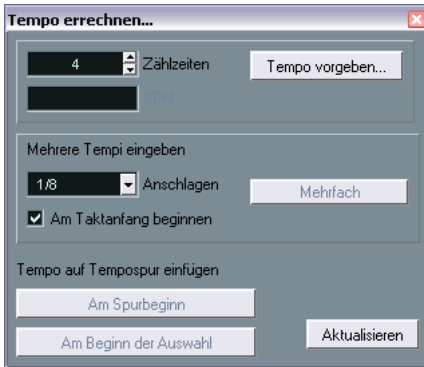 Tempo errechnen...
4 Zählzeiten Tempo vorgeben...
BPM
Mehrere Tempi eingeben
1/8 Anschlagen Mehrfach
Am Taktanfang beginnen
Tempo auf Tempospur einfügen
Am Spurbeginn
Am Beginn der Auswahl Aktualisieren